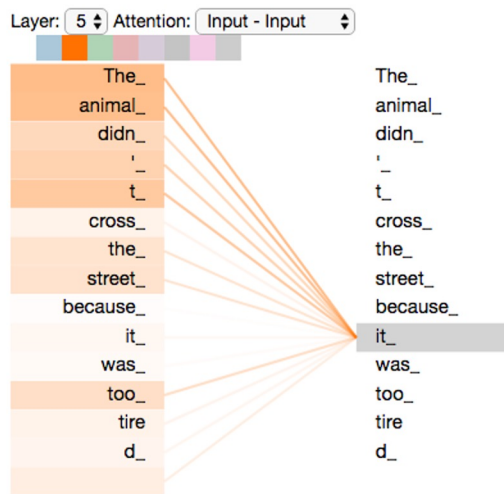 Layer: 5 Attention: Input - Input
The_ The_
animal_ animal_
didn_ didn_
'_ '_
t_ t_
cross_ cross_
the_ the_
street_ street_
because_ because_
it_ it_
was_ was_
too_ too_
tire tire
d_ d_